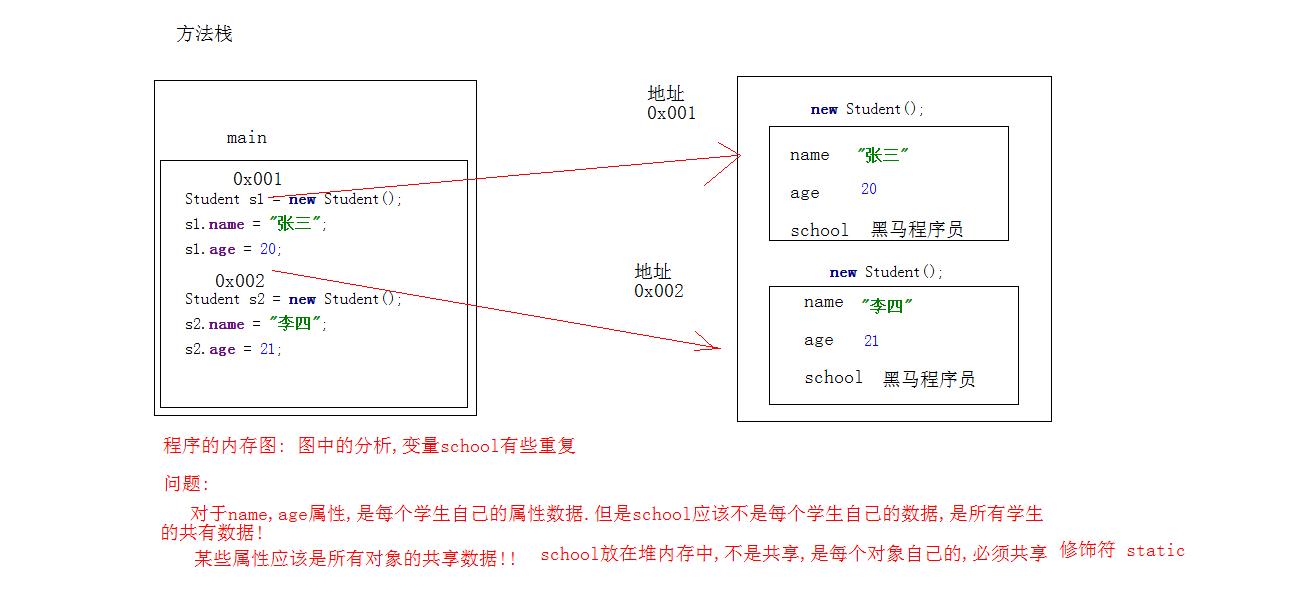 方法栈
main
0x001
Student s1 = new Student();
s1.name = "张三";
s1.age = 20;
0x002
Student s2 = new Student();
s2.name = "李四";
s2.age = 21;
地址
0x001
地址
0x002
new Student();
name "张三"
age 20
school 黑马程序员
new Student();
name "李四"
age 21
school 黑马程序员
程序的内存图: 图中的分析,变量school有些重复
问题:
对于name,age属性,是每个学生自己的属性数据.但是school应该不是每个学生自己的数据,是所有学生
的共有数据!
某些属性应该是所有对象的共享数据!! school放在堆内存中,不是共享,是每个对象自己的,必须共享 修饰符 static